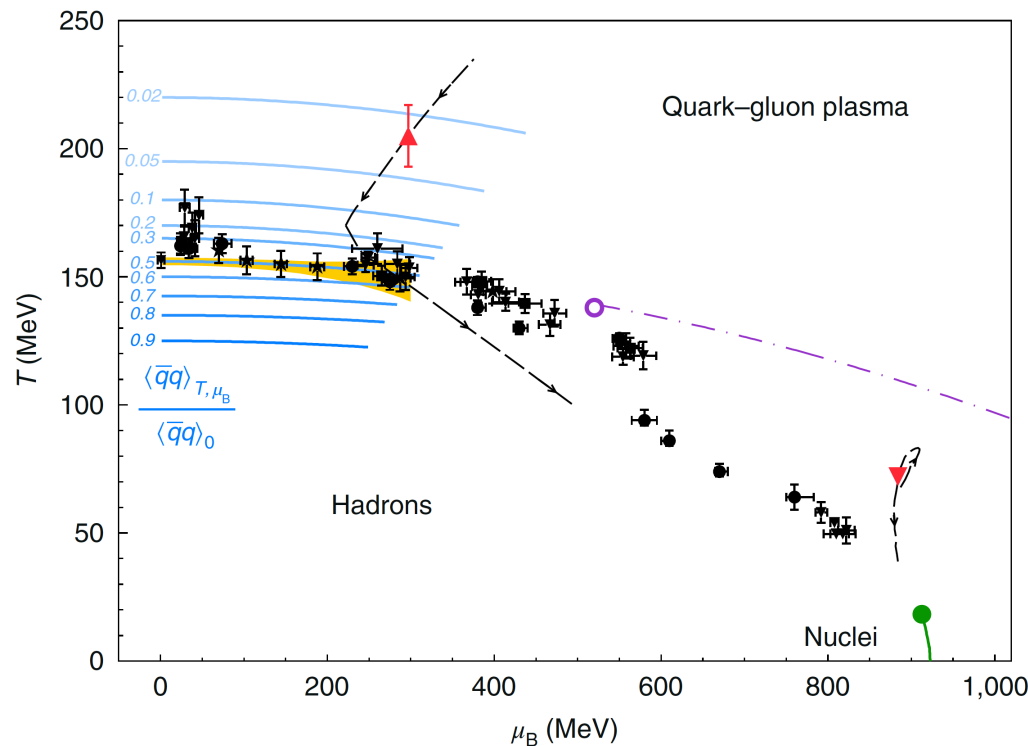 250
200
150
100
50
0
T (MeV)
0.02
0.05
0.1
0.2
0.3
0.5
0.6
0.7
0.8
0.9
⟨q̅q⟩T, μB
⟨q̅q⟩0
Quark–gluon plasma
Hadrons
Nuclei
0 200 400 600 800 1,000
μB (MeV)